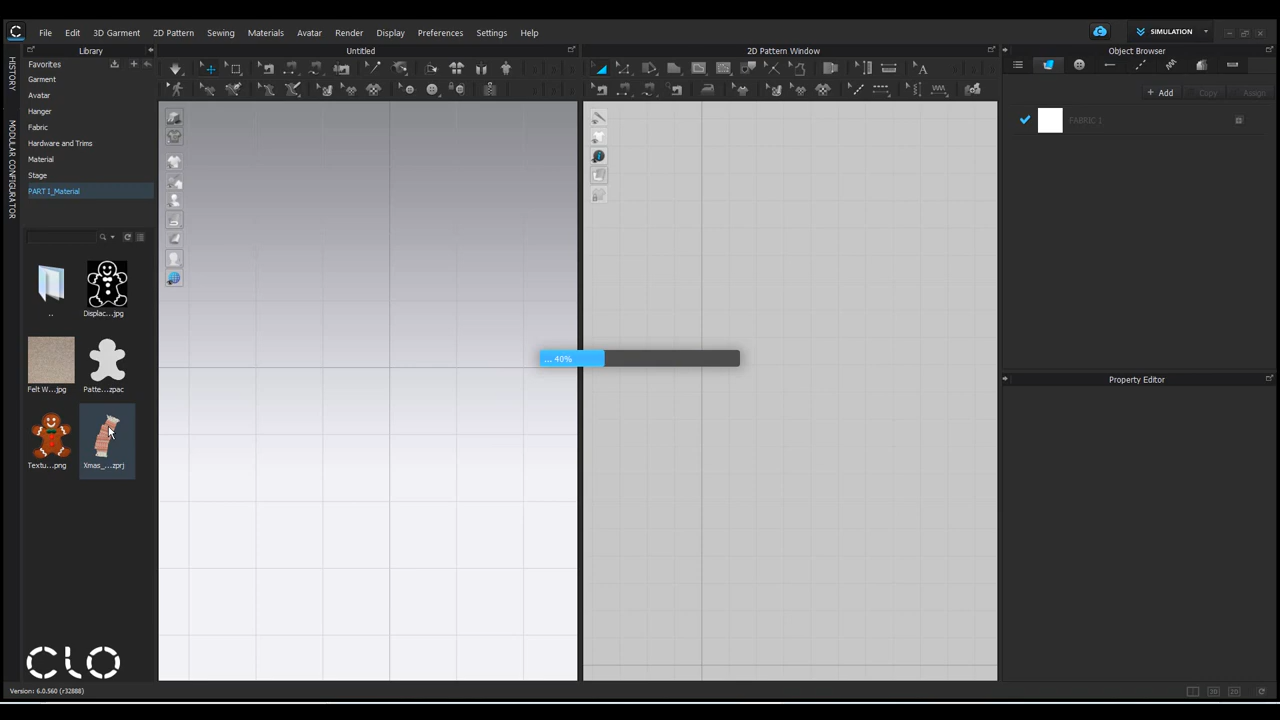 File Edit 3D Garment 2D Pattern Sewing Materials Avatar Render Display Preferences Settings Help SIMULATION
Library Untitled 2D Pattern Window Object Browser
HISTORY
MODULAR CONFIGURATOR
Favorites
Garment
Avatar
Hanger
Fabric
Hardware and Trims
Material
Stage
PART I_Material
+ Add Copy Assign
FABRIC 1
..
Displac...jpg
Felt W...jpg
Patte...zpac
Textu...png
Xmas_...zprj
... 40%
Property Editor
CLO
Version: 6.0.560 (r32888)
3D
2D